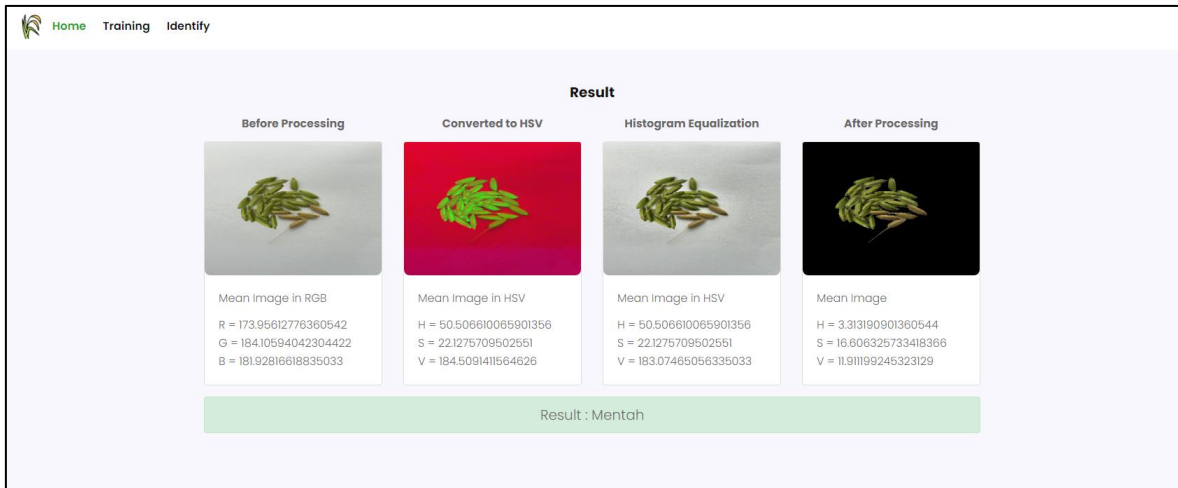 Home Training Identify
Result
Before Processing
Converted to HSV
Histogram Equalization
After Processing
Mean Image in RGB
R = 173.95612776360542
G = 184.10594042304422
B = 181.92816618835033
Mean Image in HSV
H = 50.506610065901356
S = 22.1275709502551
V = 184.5091411564626
Mean Image in HSV
H = 50.506610065901356
S = 22.1275709502551
V = 183.07465056335033
Mean Image
H = 3.313190901360544
S = 16.606325733418366
V = 11.911199245323129
Result : Mentah